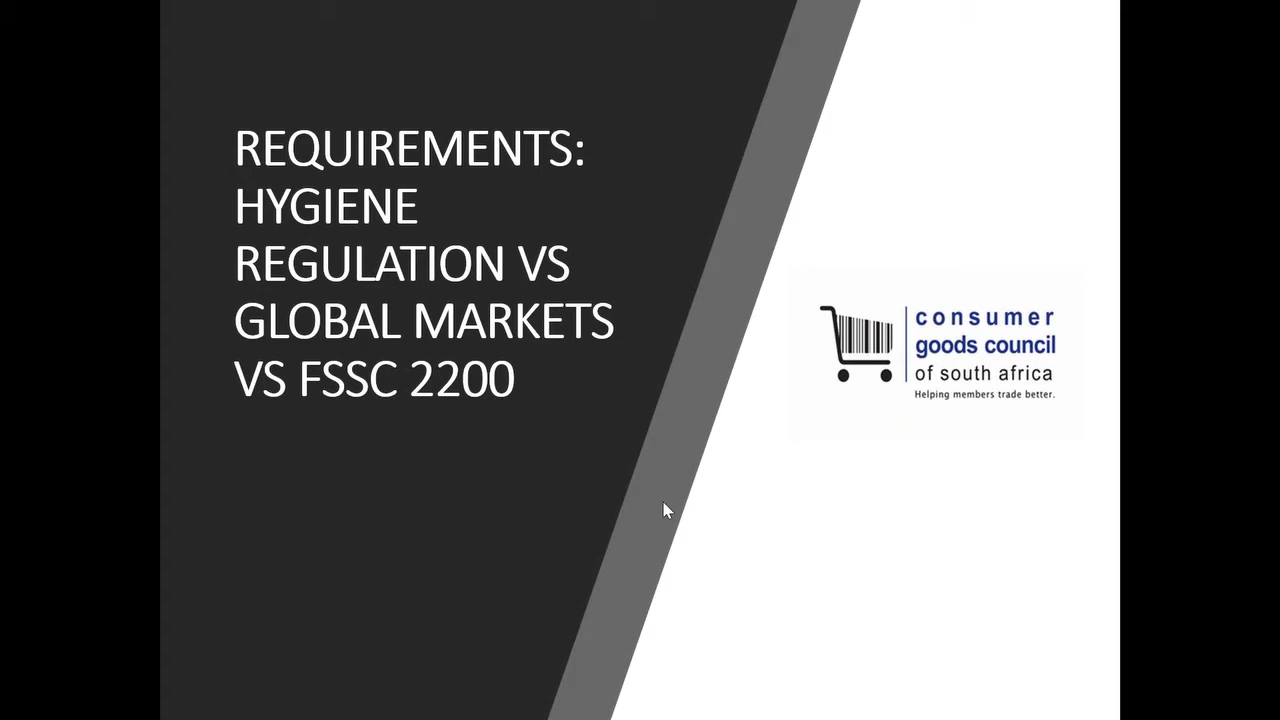 REQUIREMENTS:
HYGIENE
REGULATION VS
GLOBAL MARKETS
VS FSSC 2200
consumer
goods council
of south africa
Helping members trade better.